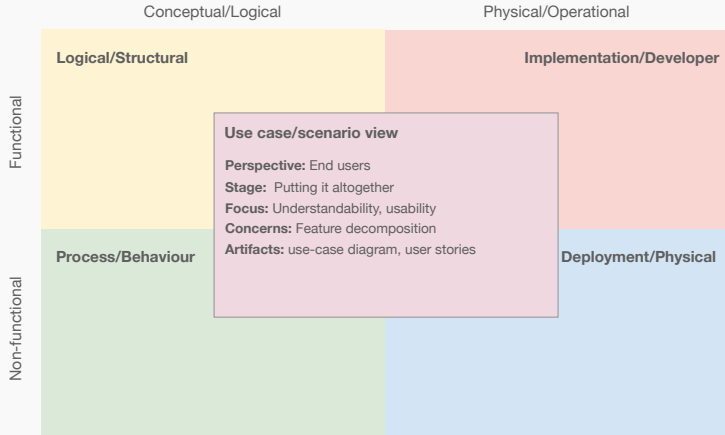 Conceptual/Logical
Physical/Operational
Functional
Logical/Structural
Implementation/Developer
Use case/scenario view
Perspective: End users
Stage: Putting it altogether
Focus: Understandability, usability
Concerns: Feature decomposition
Artifacts: use-case diagram, user stories
Non-functional
Process/Behaviour
Deployment/Physical